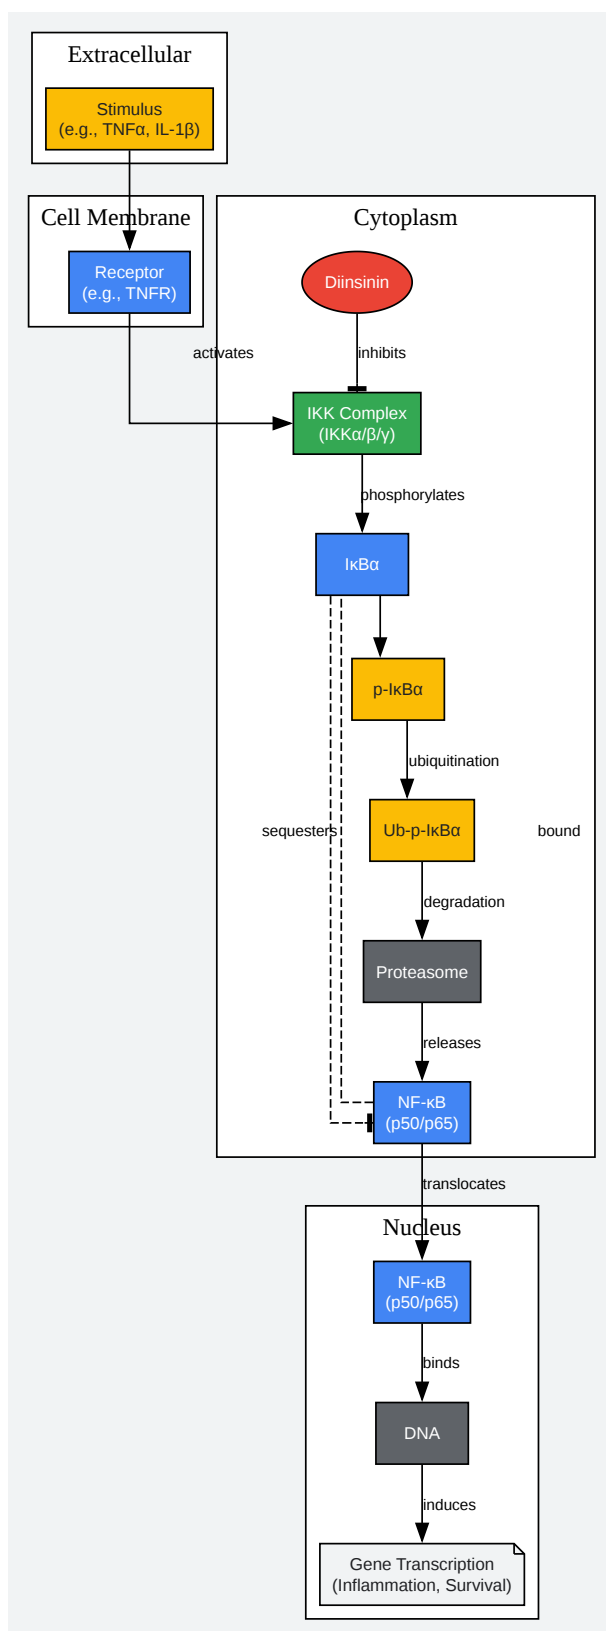 Extracellular
Stimulus
(e.g., TNFα, IL-1β)
Cell Membrane
Receptor
(e.g., TNFR)
Cytoplasm
Diinsinin
activates
inhibits
IKK Complex
(IKKα/β/γ)
phosphorylates
IκBα
p-IκBα
ubiquitination
sequesters
Ub-p-IκBα
bound
degradation
Proteasome
releases
NF-κB
(p50/p65)
translocates
Nucleus
NF-κB
(p50/p65)
binds
DNA
induces
Gene Transcription
(Inflammation, Survival)